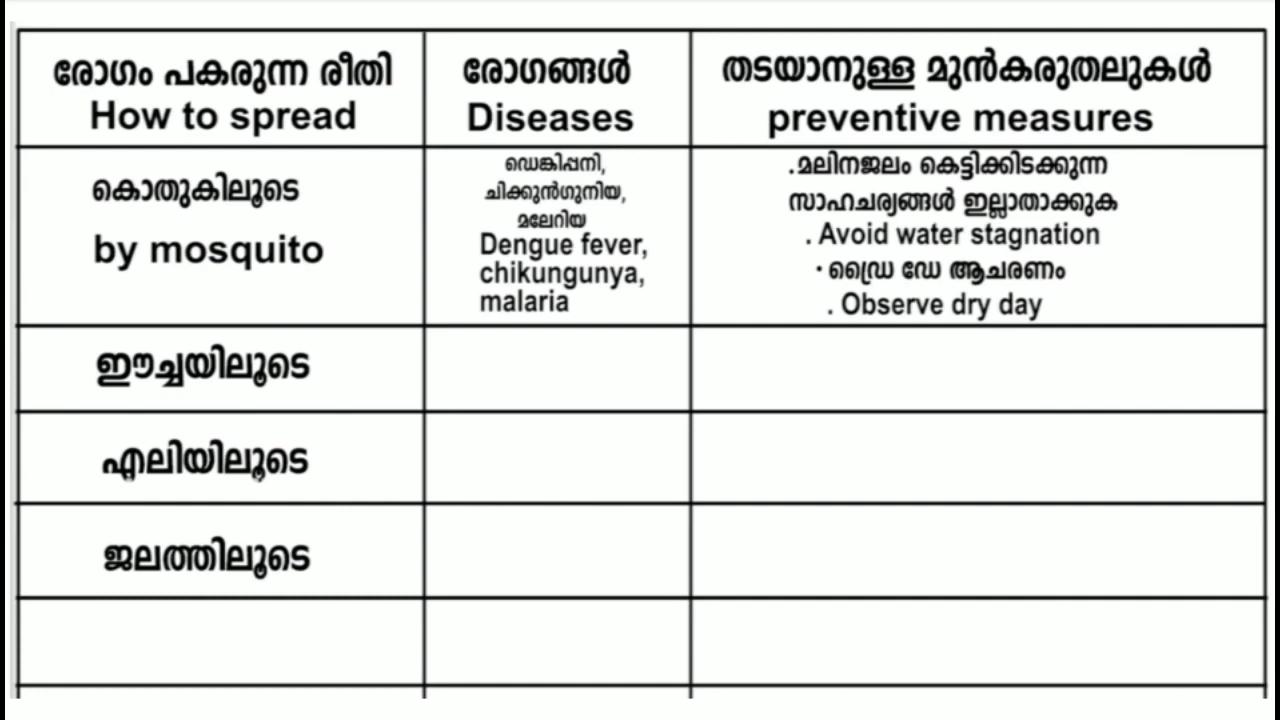 രോഗം പകരുന്ന രീതി
How to spread
രോഗങ്ങൾ
Diseases
തടയാനുള്ള മുൻകരുതലുകൾ
preventive measures
കൊതുകിലൂടെ
by mosquito
ഡെങ്കിപ്പനി,
ചിക്കുൻഗുനിയ,
മലേറിയ
Dengue fever,
chikungunya,
malaria
.മലിനജലം കെട്ടിക്കിടക്കുന്ന
സാഹചര്യങ്ങൾ ഇല്ലാതാക്കുക
. Avoid water stagnation
· ഡ്രൈ ഡേ ആചരണം
. Observe dry day
ഈച്ചയിലൂടെ
എലിയിലൂടെ
ജലത്തിലൂടെ